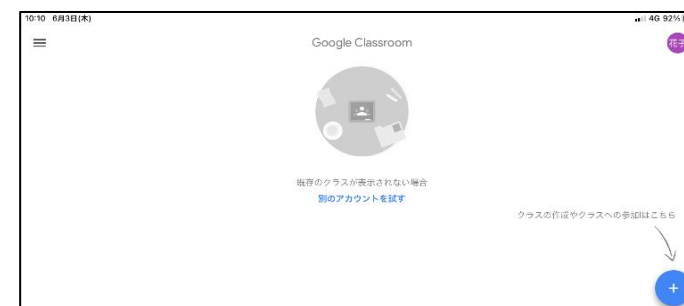 10:10 6月3日(木)
4G 92%
Google Classroom
花子
既存のクラスが表示されない場合
別のアカウントを試す
クラスの作成やクラスへの参加はこちら
+